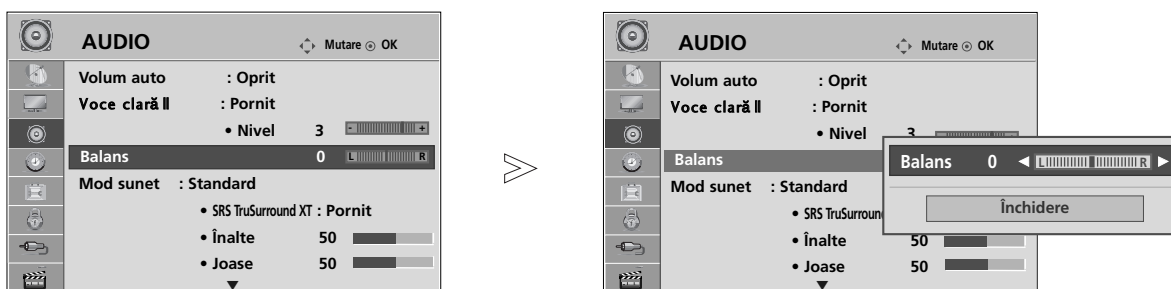 AUDIO Mutare OK
Volum auto : Oprit
Voce clară II : Pornit
• Nivel 3 - +
Balans 0 L R
Mod sunet : Standard
• SRS TruSurround XT : Pornit
• Înalte 50
• Joase 50
AUDIO Mutare OK
Volum auto : Oprit
Voce clară II : Pornit
• Nivel 3
Balans
Balans 0 L R
Închidere
Mod sunet : Standard
• SRS TruSurroun
• Înalte 50
• Joase 50